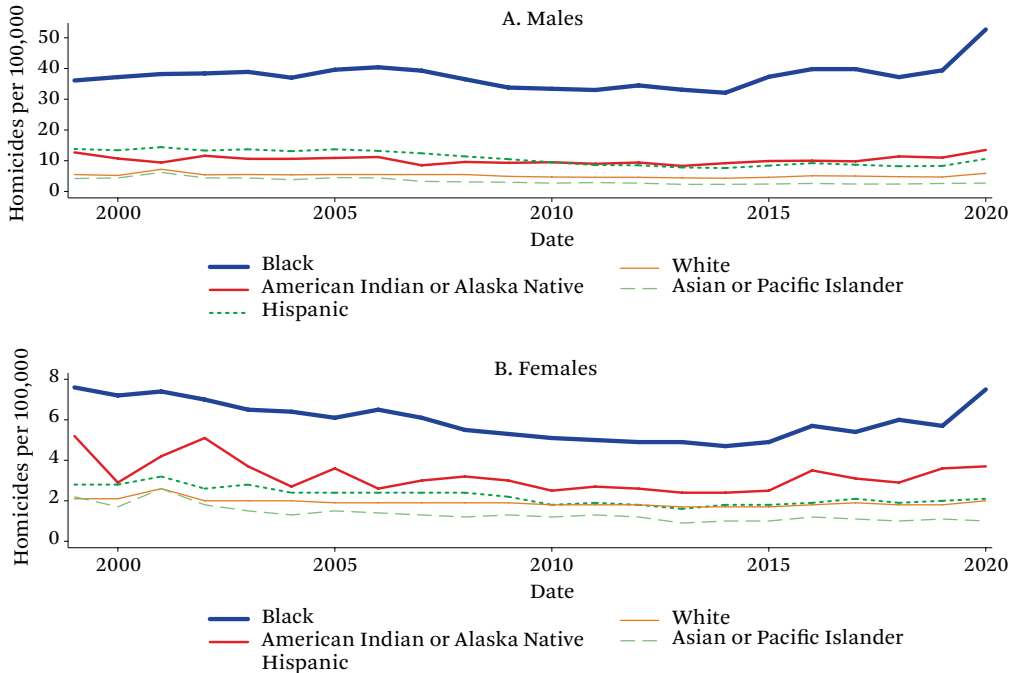 A. Males
Homicides per 100,000
50
40
30
20
10
0
2000 2005 2010 2015 2020
Date
Black White
American Indian or Alaska Native Asian or Pacific Islander
Hispanic
B. Females
Homicides per 100,000
8
6
4
2
0
2000 2005 2010 2015 2020
Date
Black White
American Indian or Alaska Native Asian or Pacific Islander
Hispanic